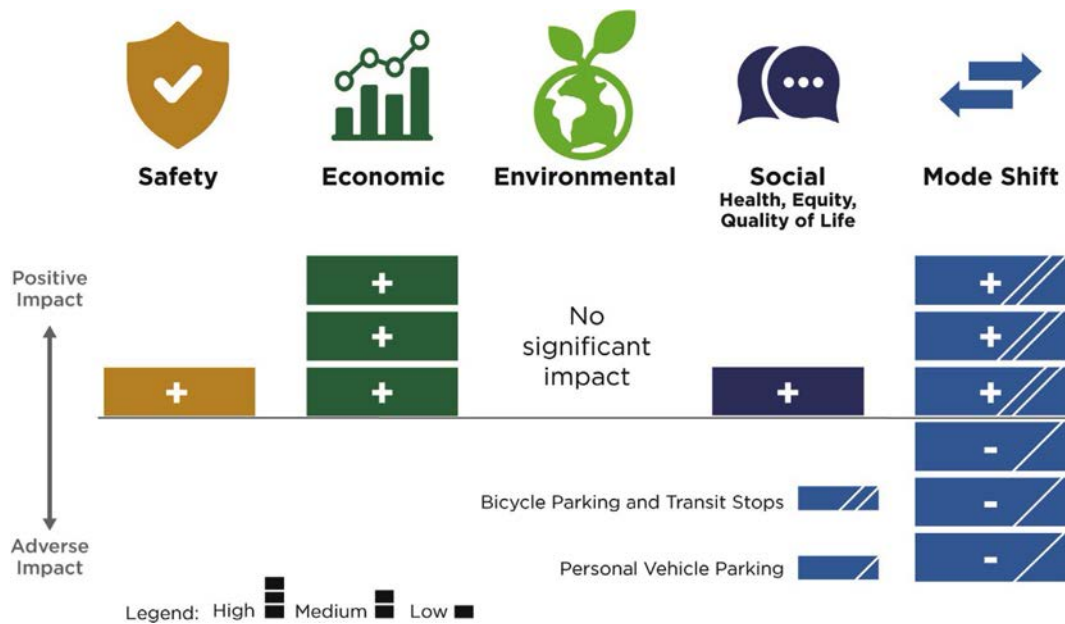 Safety
Economic
Environmental
Social
Health, Equity,
Quality of Life
Mode Shift
Positive
Impact
+
+
+
+
+
No
significant
impact
+
+
+
+
-
-
-
Bicycle Parking and Transit Stops
Personal Vehicle Parking
Adverse
Impact
Legend: High Medium Low